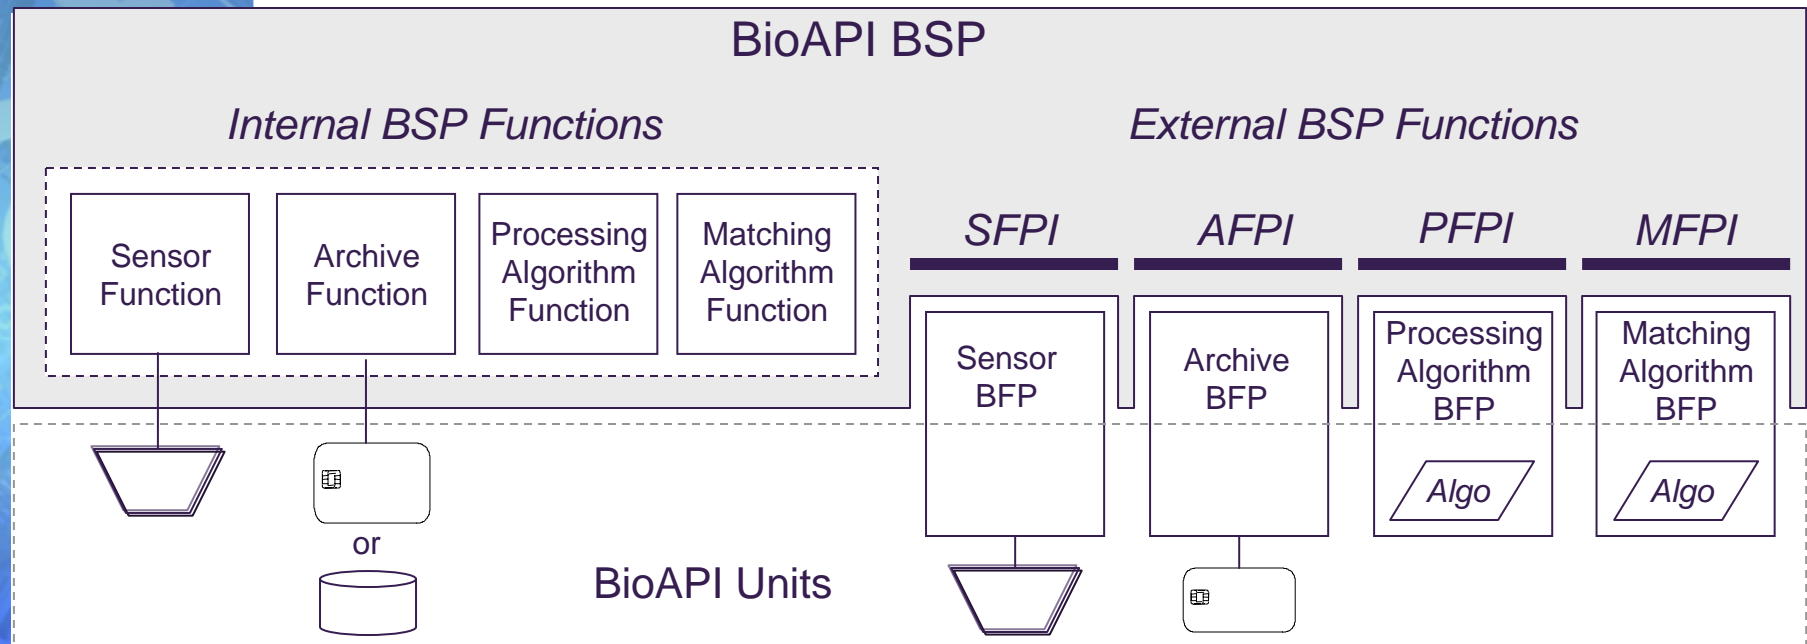 BioAPI BSP
Internal BSP Functions
External BSP Functions
Sensor
Function
Archive
Function
Processing
Algorithm
Function
Matching
Algorithm
Function
SFPI
AFPI
PFPI
MFPI
Sensor
BFP
Archive
BFP
Processing
Algorithm
BFP
Matching
Algorithm
BFP
Algo
Algo
or
BioAPI Units